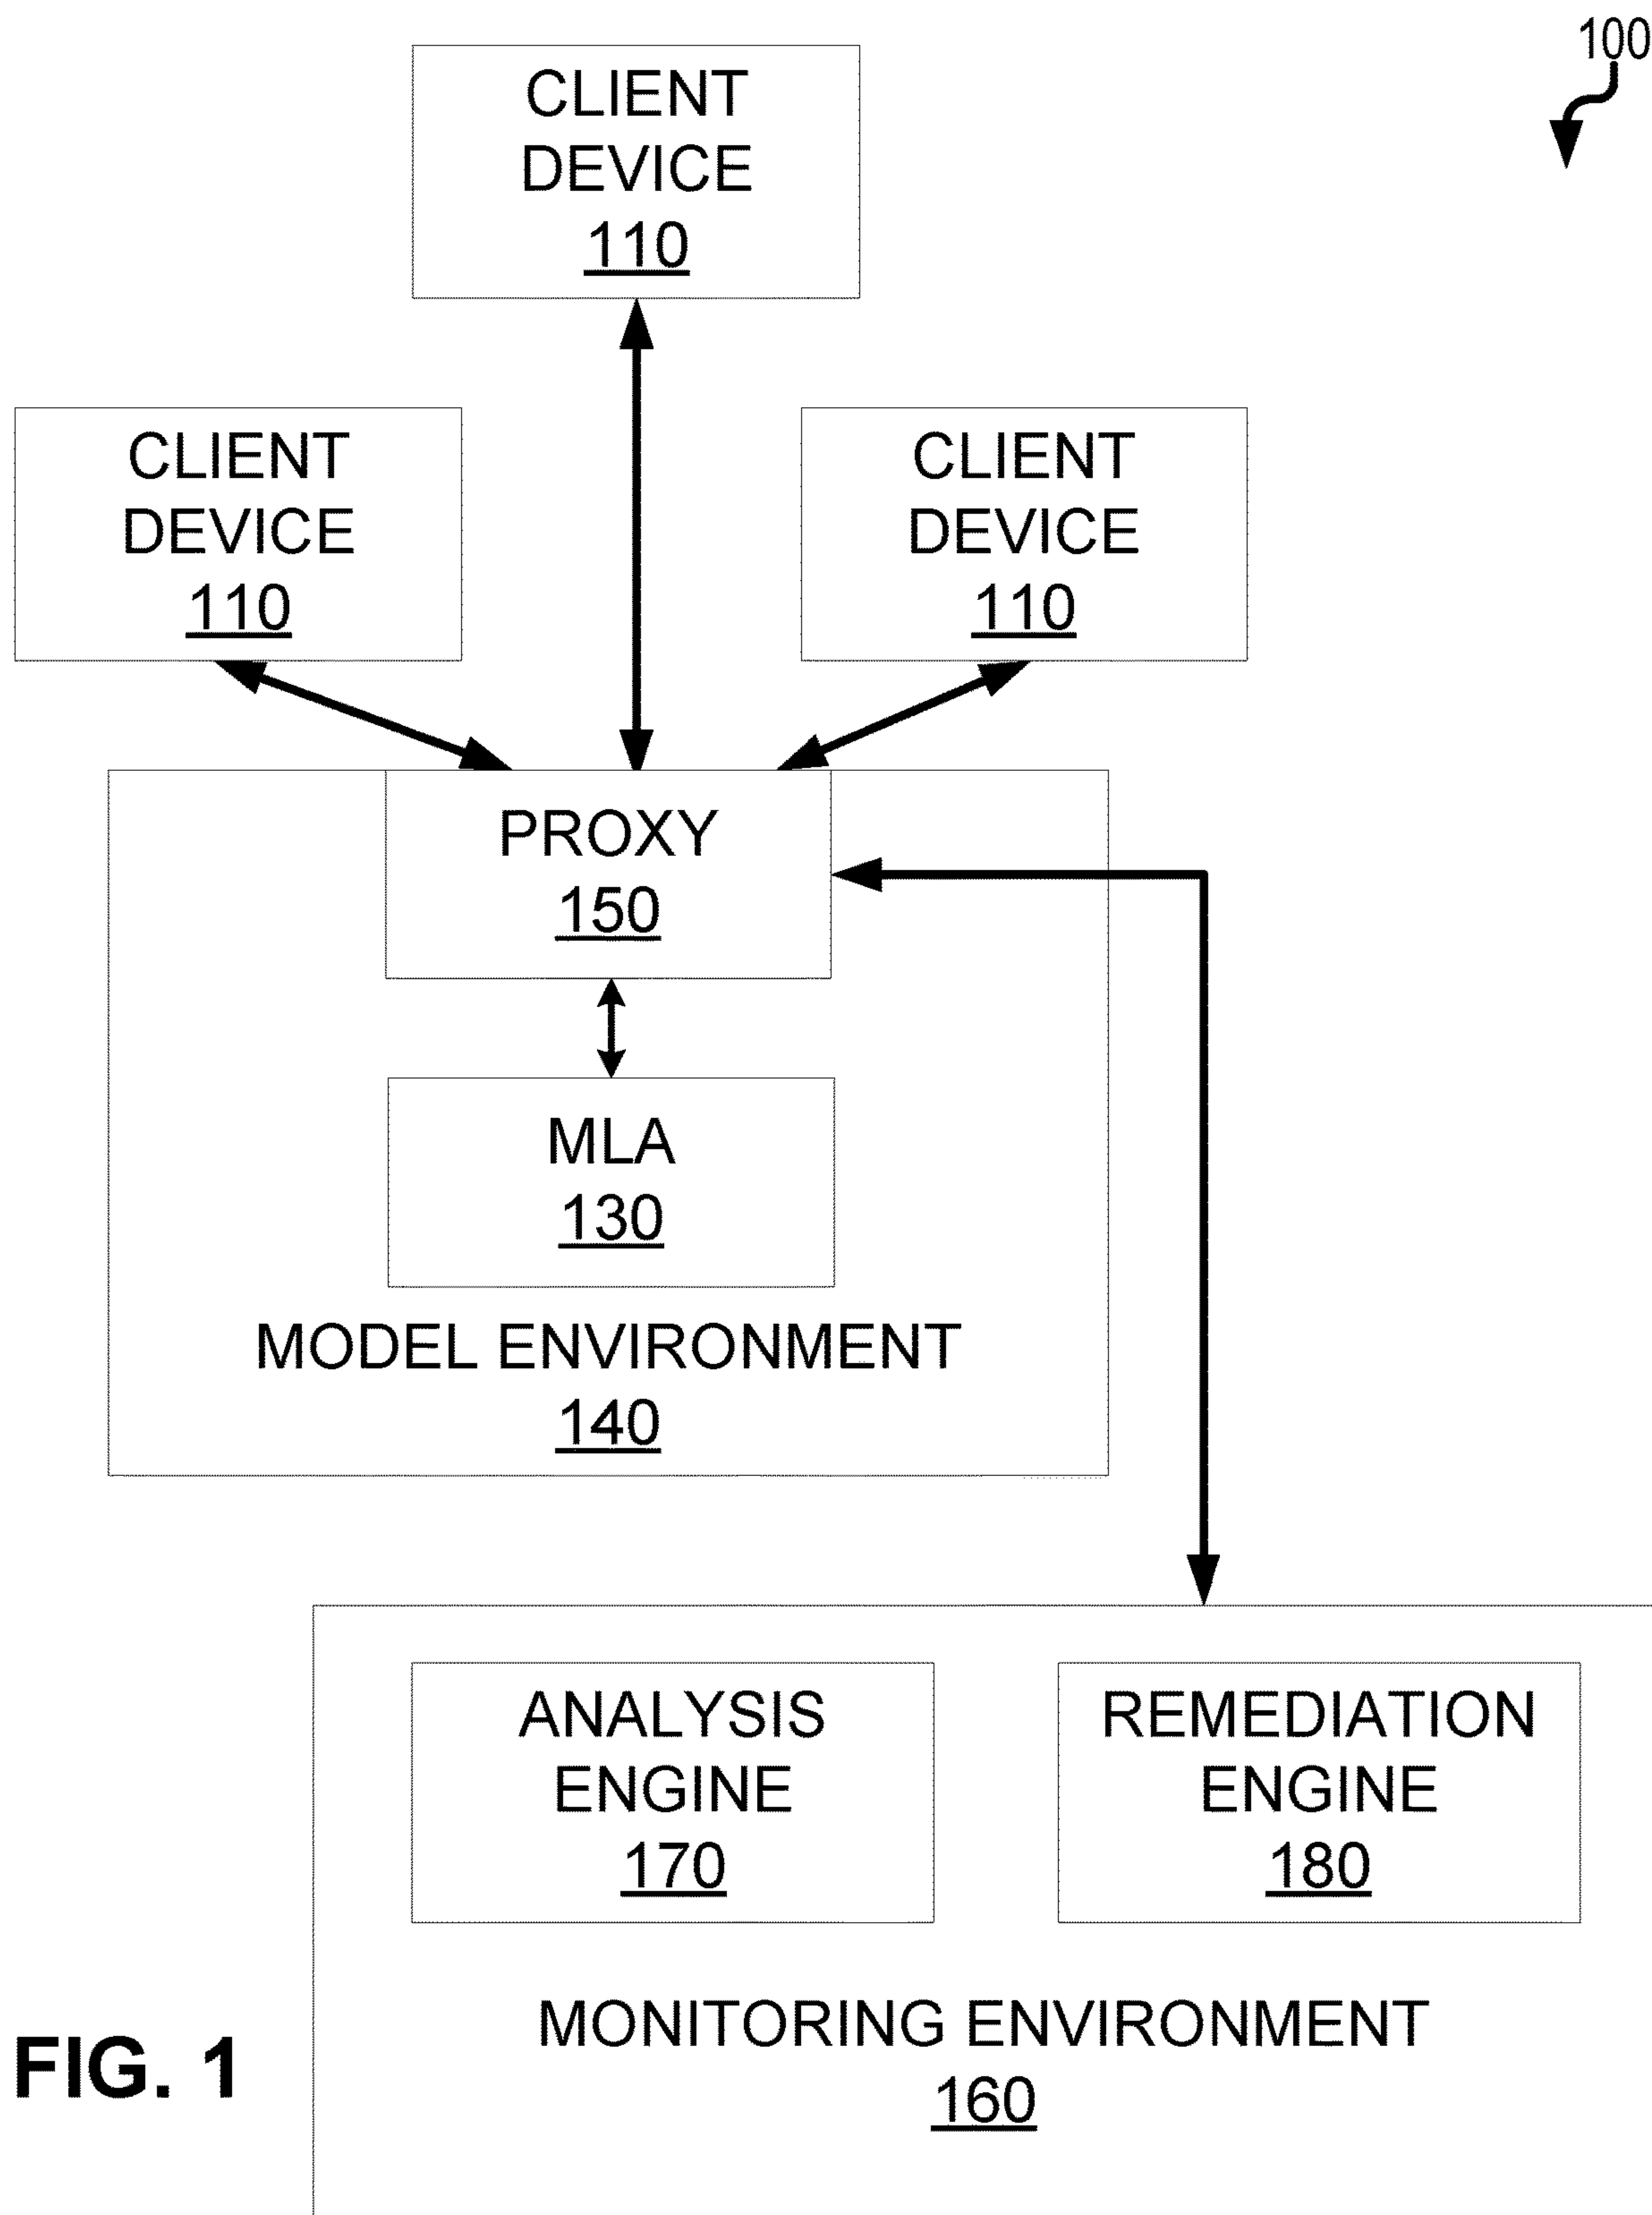 100
CLIENT
DEVICE
110
CLIENT
DEVICE
110
CLIENT
DEVICE
110
PROXY
150
MLA
130
MODEL ENVIRONMENT
140
ANALYSIS
ENGINE
170
REMEDIATION
ENGINE
180
MONITORING ENVIRONMENT
160
FIG. 1